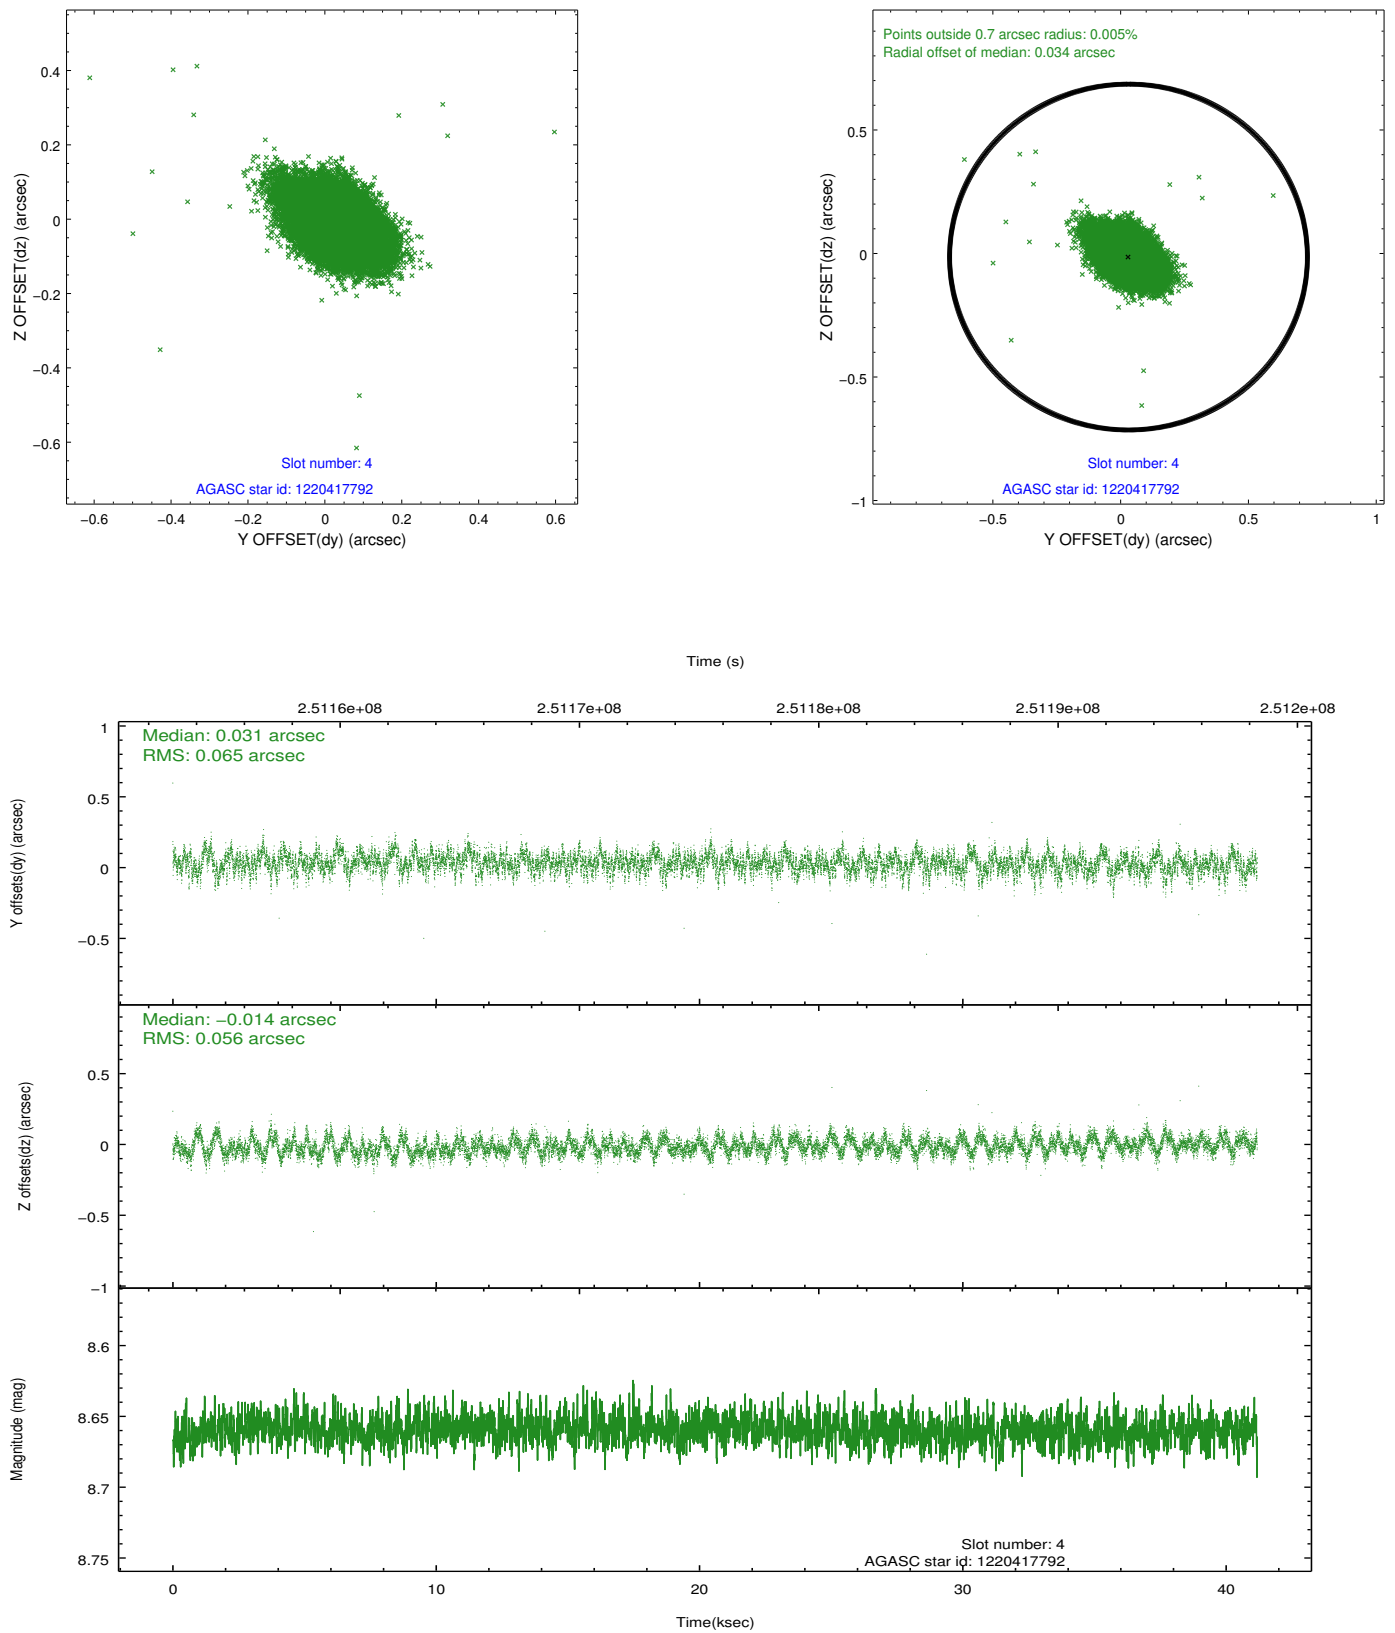 0.4
0.2
0
−0.2
−0.4
−0.6
Z OFFSET(dz) (arcsec)
Slot number: 4
AGASC star id: 1220417792
−0.6 −0.4 −0.2 0 0.2 0.4 0.6
Y OFFSET(dy) (arcsec)
Points outside 0.7 arcsec radius: 0.005%
Radial offset of median: 0.034 arcsec
0.5
0
−0.5
−1
Z OFFSET(dz) (arcsec)
Slot number: 4
AGASC star id: 1220417792
−0.5 0 0.5 1
Y OFFSET(dy) (arcsec)
Time (s)
2.5116e+08 2.5117e+08 2.5118e+08 2.5119e+08 2.512e+08
Median: 0.031 arcsec
RMS: 0.065 arcsec
1
0.5
0
−0.5
Y offsets(dy) (arcsec)
Median: −0.014 arcsec
RMS: 0.056 arcsec
0.5
0
−0.5
−1
Z offsets(dz) (arcsec)
8.6
8.65
8.7
8.75
Magnitude (mag)
Slot number: 4
AGASC star id: 1220417792
0 10 20 30 40
Time(ksec)